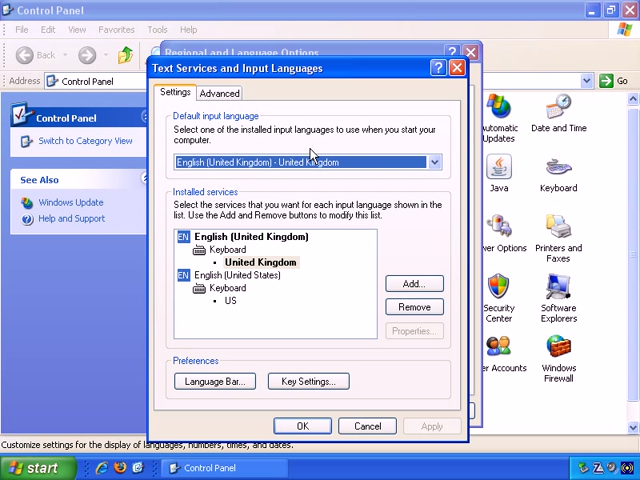 Control Panel
File Edit View Favorites Tools Help
Back
Regional and Language Options
Address Control Panel Go
Text Services and Input Languages
Settings Advanced
Default input language
Select one of the installed input languages to use when you start your
computer.
English (United Kingdom) - United Kingdom
Installed services
Select the services that you want for each input language shown in the
list. Use the Add and Remove buttons to modify this list.
EN English (United Kingdom)
Keyboard
• United Kingdom
EN English (United States)
Keyboard
• US
Add...
Remove
Properties...
Preferences
Language Bar...
Key Settings...
OK
Cancel
Apply
Control Panel
Switch to Category View
See Also
Windows Update
Help and Support
utomatic
Updates
Date and Time
Java
Keyboard
wer Options
Printers and
Faxes
Security
Center
Software
Explorers
er Accounts
Windows
Firewall
Customize settings for the display of languages, numbers, times, and dates.
start
Control Panel